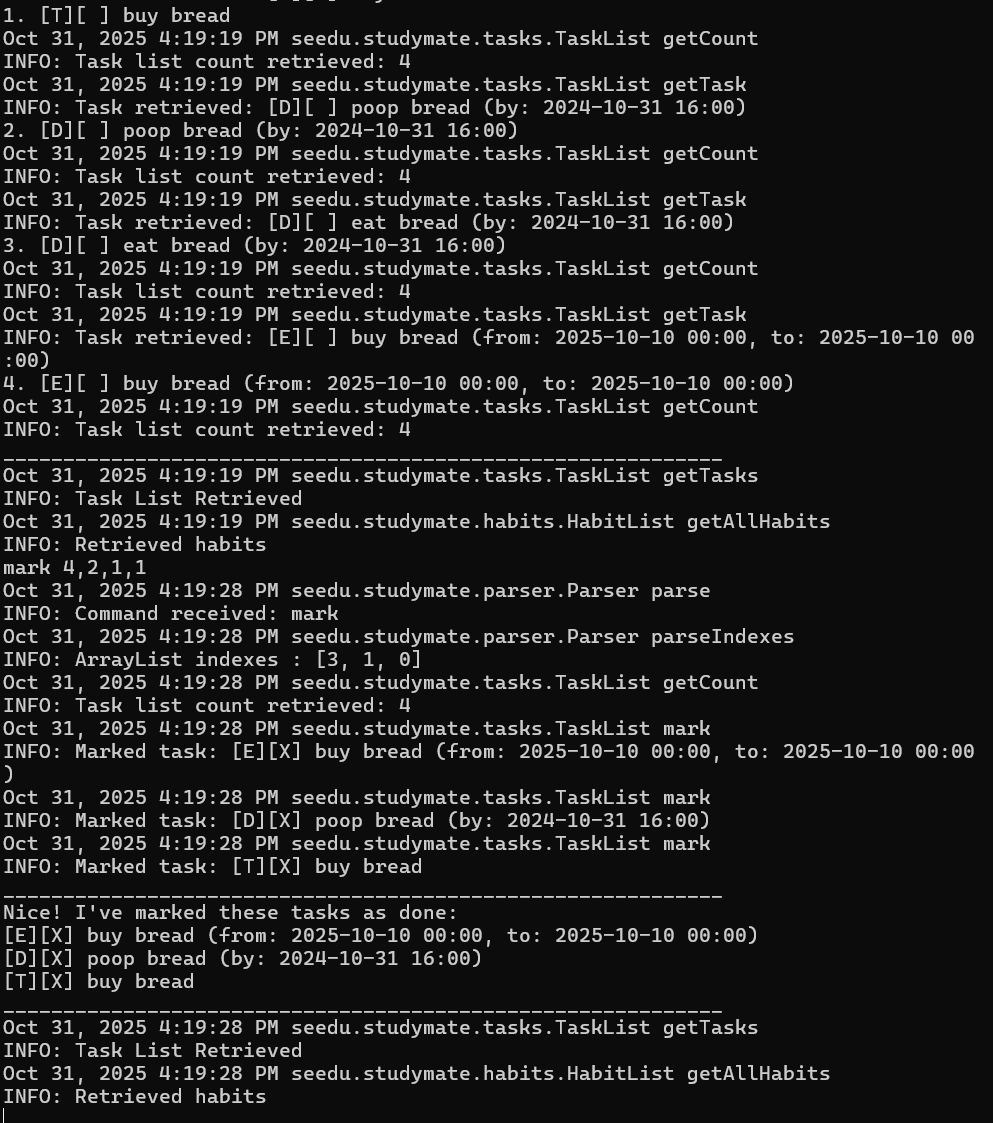 1. [T][ ] buy bread
Oct 31, 2025 4:19:19 PM seedu.studymate.tasks.TaskList getCount
INFO: Task list count retrieved: 4
Oct 31, 2025 4:19:19 PM seedu.studymate.tasks.TaskList getTask
INFO: Task retrieved: [D][ ] poop bread (by: 2024-10-31 16:00)
2. [D][ ] poop bread (by: 2024-10-31 16:00)
Oct 31, 2025 4:19:19 PM seedu.studymate.tasks.TaskList getCount
INFO: Task list count retrieved: 4
Oct 31, 2025 4:19:19 PM seedu.studymate.tasks.TaskList getTask
INFO: Task retrieved: [D][ ] eat bread (by: 2024-10-31 16:00)
3. [D][ ] eat bread (by: 2024-10-31 16:00)
Oct 31, 2025 4:19:19 PM seedu.studymate.tasks.TaskList getCount
INFO: Task list count retrieved: 4
Oct 31, 2025 4:19:19 PM seedu.studymate.tasks.TaskList getTask
INFO: Task retrieved: [E][ ] buy bread (from: 2025-10-10 00:00, to: 2025-10-10 00
:00)
4. [E][ ] buy bread (from: 2025-10-10 00:00, to: 2025-10-10 00:00)
Oct 31, 2025 4:19:19 PM seedu.studymate.tasks.TaskList getCount
INFO: Task list count retrieved: 4
____________________________________________________________
Oct 31, 2025 4:19:19 PM seedu.studymate.tasks.TaskList getTasks
INFO: Task List Retrieved
Oct 31, 2025 4:19:19 PM seedu.studymate.habits.HabitList getAllHabits
INFO: Retrieved habits
mark 4,2,1,1
Oct 31, 2025 4:19:28 PM seedu.studymate.parser.Parser parse
INFO: Command received: mark
Oct 31, 2025 4:19:28 PM seedu.studymate.parser.Parser parseIndexes
INFO: ArrayList indexes : [3, 1, 0]
Oct 31, 2025 4:19:28 PM seedu.studymate.tasks.TaskList getCount
INFO: Task list count retrieved: 4
Oct 31, 2025 4:19:28 PM seedu.studymate.tasks.TaskList mark
INFO: Marked task: [E][X] buy bread (from: 2025-10-10 00:00, to: 2025-10-10 00:00
)
Oct 31, 2025 4:19:28 PM seedu.studymate.tasks.TaskList mark
INFO: Marked task: [D][X] poop bread (by: 2024-10-31 16:00)
Oct 31, 2025 4:19:28 PM seedu.studymate.tasks.TaskList mark
INFO: Marked task: [T][X] buy bread
____________________________________________________________
Nice! I've marked these tasks as done:
[E][X] buy bread (from: 2025-10-10 00:00, to: 2025-10-10 00:00)
[D][X] poop bread (by: 2024-10-31 16:00)
[T][X] buy bread
____________________________________________________________
Oct 31, 2025 4:19:28 PM seedu.studymate.tasks.TaskList getTasks
INFO: Task List Retrieved
Oct 31, 2025 4:19:28 PM seedu.studymate.habits.HabitList getAllHabits
INFO: Retrieved habits